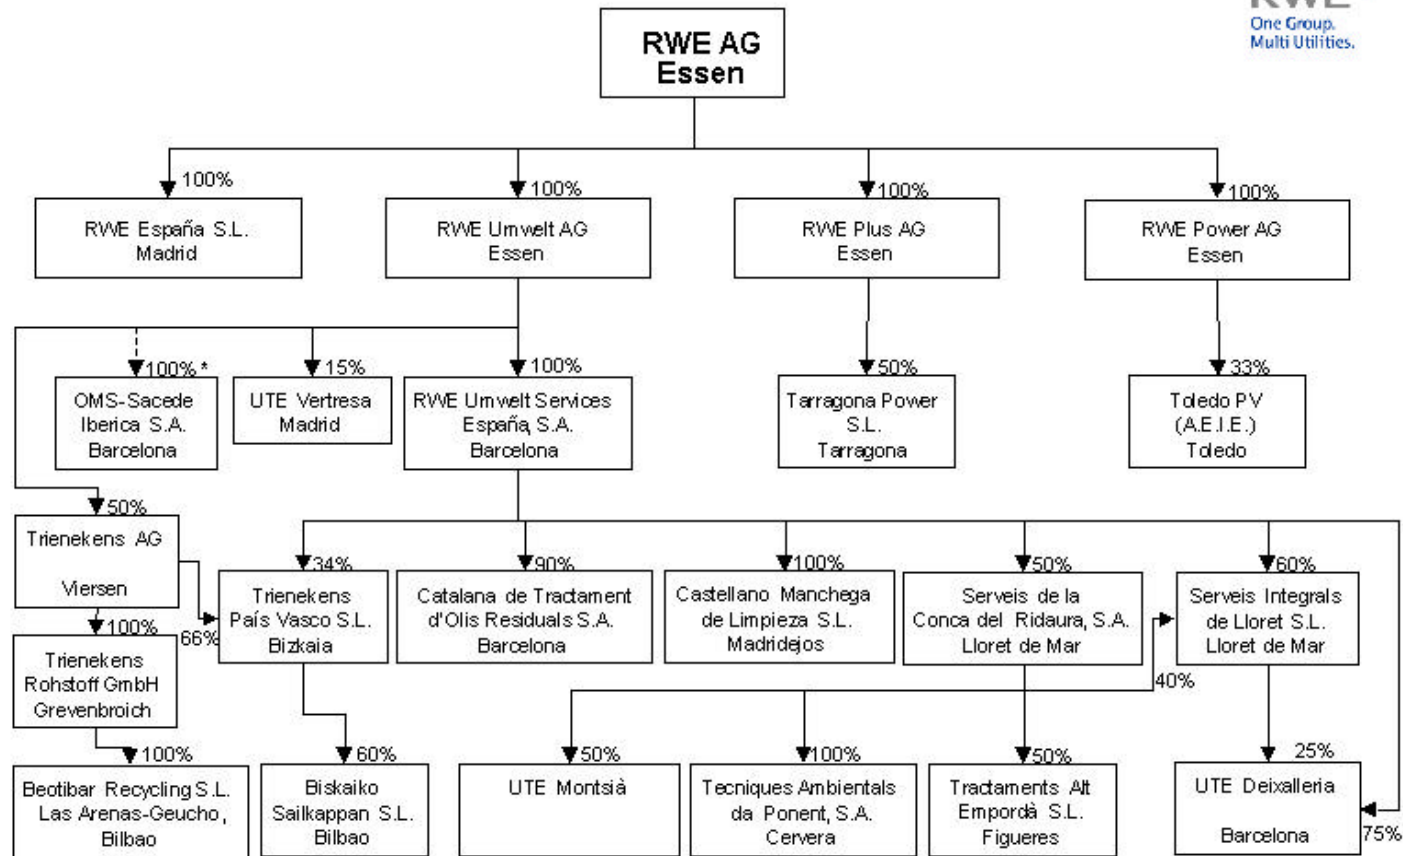 RWE
One Group.
Multi Utilities.
RWE AG
Essen
100%
100%
100%
100%
RWE España S.L.
Madrid
RWE Umwelt AG
Essen
RWE Plus AG
Essen
RWE Power AG
Essen
100% *
15%
100%
50%
33%
OMS-Sacede
Iberica S.A.
Barcelona
UTE Vertresa
Madrid
RWE Umwelt Services
España, S.A.
Barcelona
Tarragona Power
S.L.
Tarragona
Toledo PV
(A.E.I.E.)
Toledo
50%
Trienekens AG
Viersen
34%
90%
100%
50%
60%
Trienekens
País Vasco S.L.
Bizkaia
Catalana de Tractament
d'Olis Residuals S.A.
Barcelona
Castellano Manchega
de Limpieza S.L.
Madridejos
Serveis de la
Conca del Ridaura, S.A.
Lloret de Mar
Serveis Integrals
de Lloret S.L.
Lloret de Mar
100%
66%
Trienekens
Rohstoff GmbH
Grevenbroich
40%
100%
60%
50%
100%
50%
25%
Beotibar Recycling S.L.
Las Arenas-Geucho,
Bilbao
Biskaiko
Sailkappan S.L.
Bilbao
UTE Montsià
Tecniques Ambientals
da Ponent, S.A.
Cervera
Tractaments Alt
Empordà S.L.
Figueres
UTE Deixalleria
Barcelona
75%